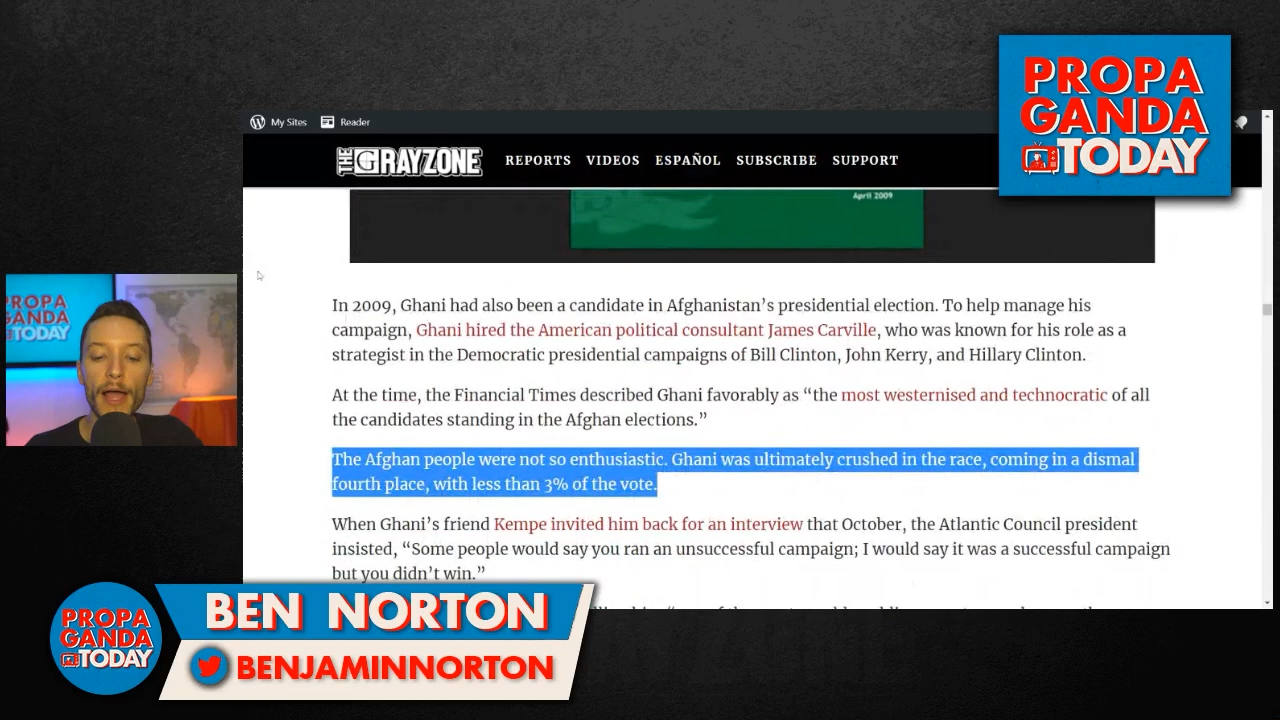 PROPA
GANDA
TODAY
My Sites
Reader
THE GRAYZONE
REPORTS
VIDEOS
ESPAÑOL
SUBSCRIBE
SUPPORT
April 2009
In 2009, Ghani had also been a candidate in Afghanistan’s presidential election. To help manage his
campaign, Ghani hired the American political consultant James Carville, who was known for his role as a
strategist in the Democratic presidential campaigns of Bill Clinton, John Kerry, and Hillary Clinton.
At the time, the Financial Times described Ghani favorably as “the most westernised and technocratic of all
the candidates standing in the Afghan elections.”
The Afghan people were not so enthusiastic. Ghani was ultimately crushed in the race, coming in a dismal
fourth place, with less than 3% of the vote.
When Ghani’s friend Kempe invited him back for an interview that October, the Atlantic Council president
insisted, “Some people would say you ran an unsuccessful campaign; I would say it was a successful campaign
but you didn’t win.”
PROPA
GANDA
TODAY
PROPA
GANDA
TODAY
BEN NORTON
BENJAMINNORTON